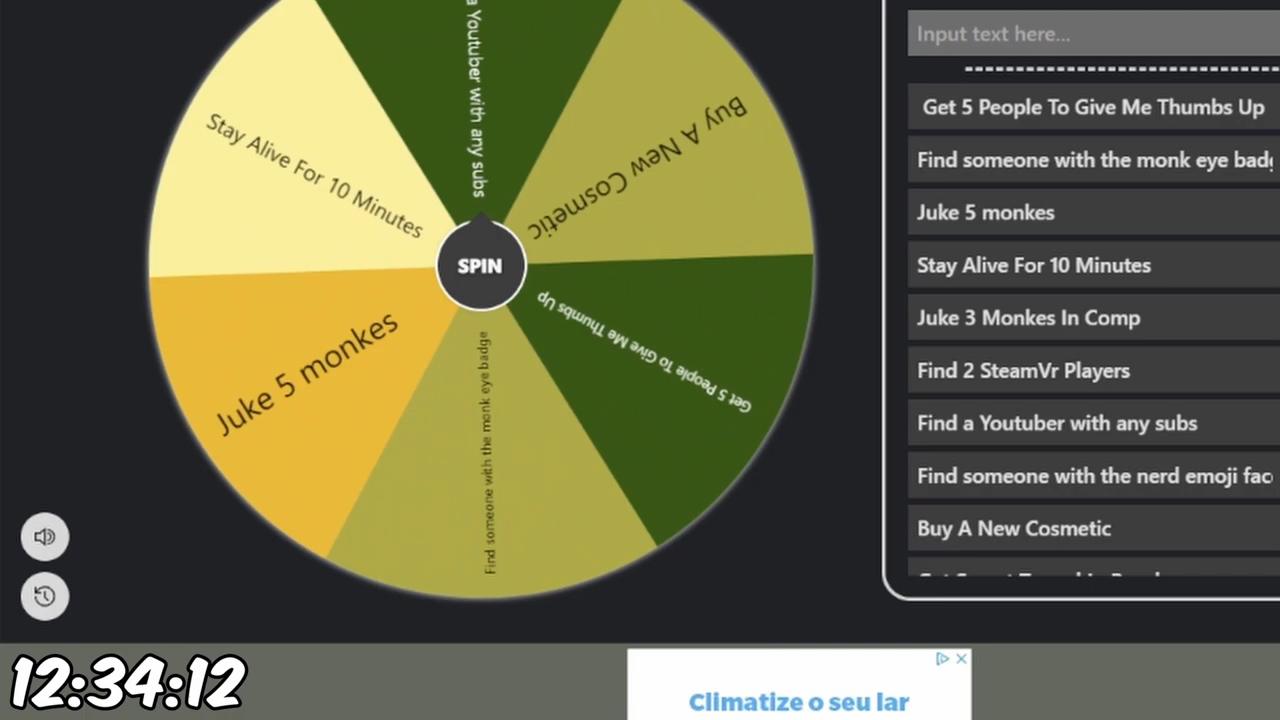 a Youtuber with any subs
Buy A New Cosmetic
Stay Alive For 10 Minutes
SPIN
Get 5 People To Give Me Thumbs Up
Juke 5 monkes
Find someone with the monk eye badge
Input text here...
Get 5 People To Give Me Thumbs Up
Find someone with the monk eye badg
Juke 5 monkes
Stay Alive For 10 Minutes
Juke 3 Monkes In Comp
Find 2 SteamVr Players
Find a Youtuber with any subs
Find someone with the nerd emoji fac
Buy A New Cosmetic
12:34:12
Climatize o seu lar